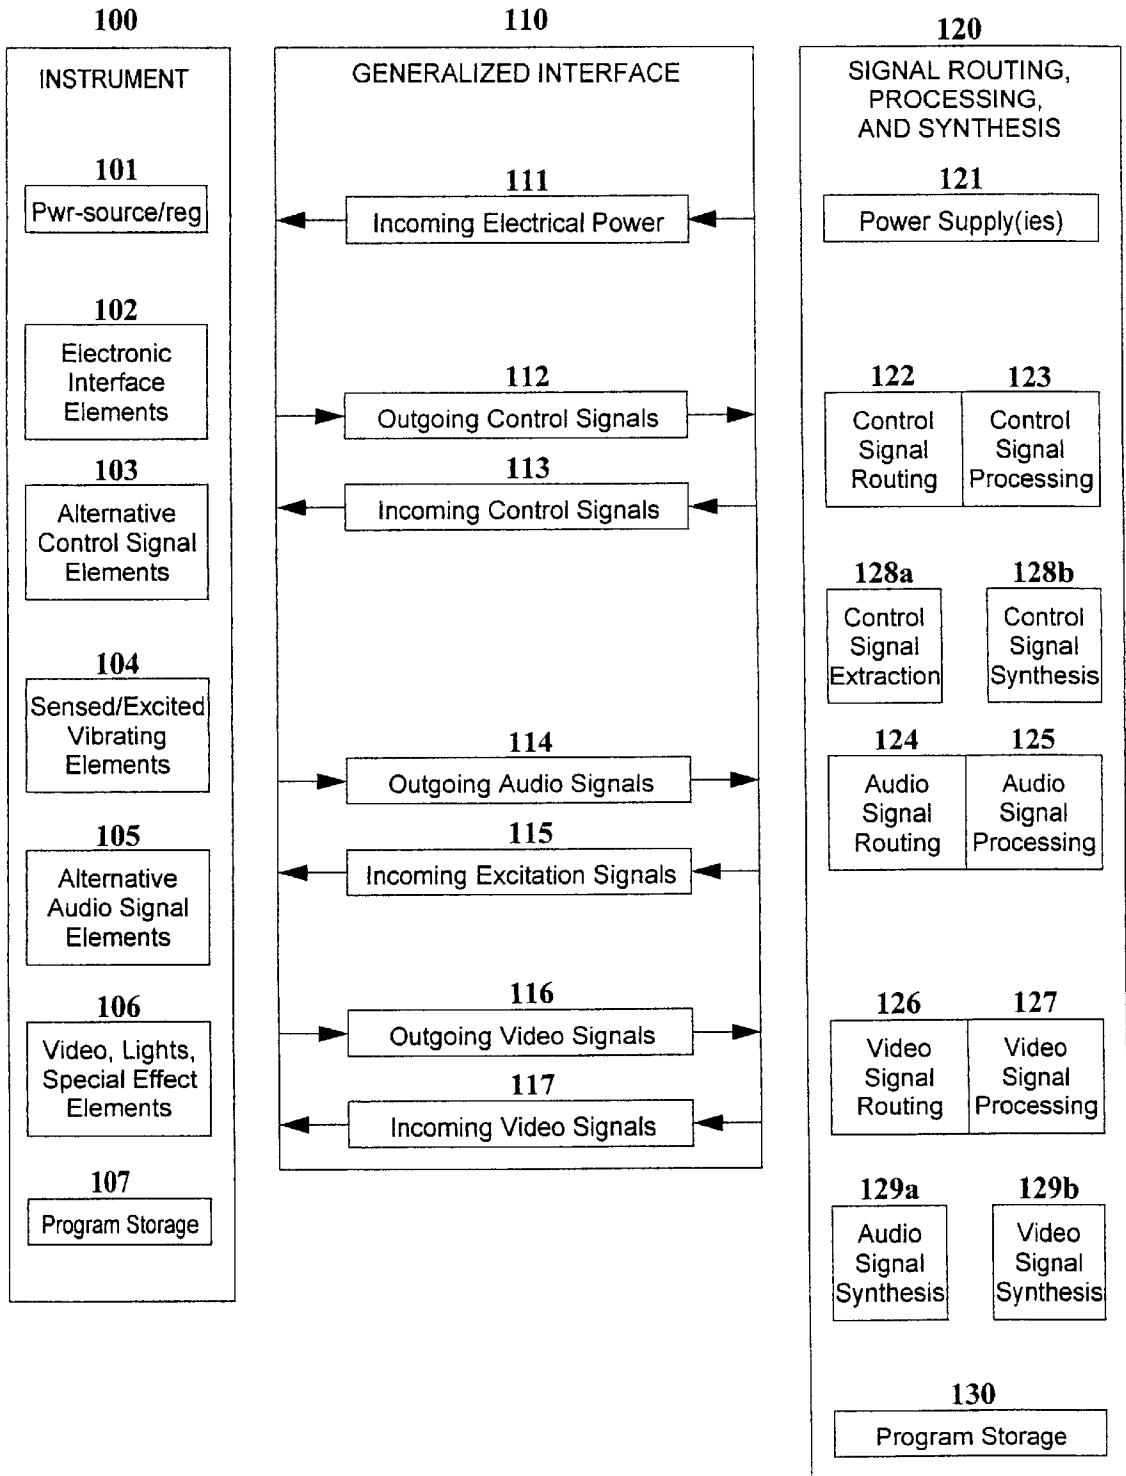 100
INSTRUMENT
101
Pwr-source/reg
102
Electronic
Interface
Elements
103
Alternative
Control Signal
Elements
104
Sensed/Excited
Vibrating
Elements
105
Alternative
Audio Signal
Elements
106
Video, Lights,
Special Effect
Elements
107
Program Storage
110
GENERALIZED INTERFACE
111
Incoming Electrical Power
112
Outgoing Control Signals
113
Incoming Control Signals
114
Outgoing Audio Signals
115
Incoming Excitation Signals
116
Outgoing Video Signals
117
Incoming Video Signals
120
SIGNAL ROUTING,
PROCESSING,
AND SYNTHESIS
121
Power Supply(ies)
122
Control
Signal
Routing
123
Control
Signal
Processing
128a
Control
Signal
Extraction
128b
Control
Signal
Synthesis
124
Audio
Signal
Routing
125
Audio
Signal
Processing
126
Video
Signal
Routing
127
Video
Signal
Processing
129a
Audio
Signal
Synthesis
129b
Video
Signal
Synthesis
130
Program Storage